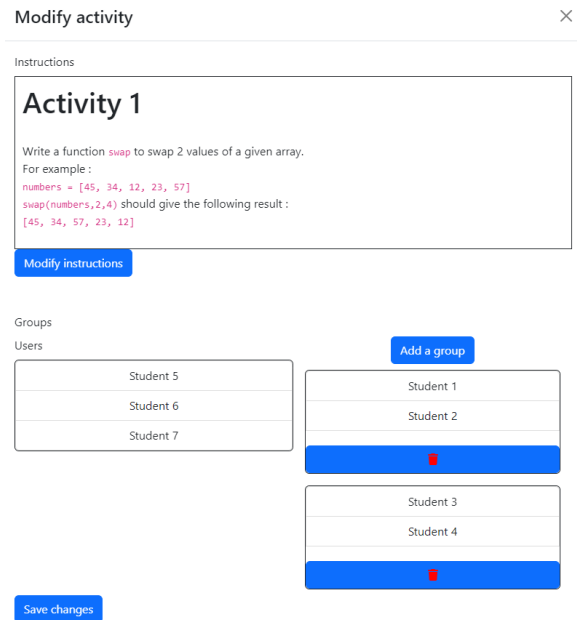 Modify activity
Instructions
Activity 1
Write a function swap to swap 2 values of a given array.
For example :
numbers = [45, 34, 12, 23, 57]
swap(numbers,2,4) should give the following result :
[45, 34, 57, 23, 12]
Modify instructions
Groups
Users
Student 5
Student 6
Student 7
Add a group
Student 1
Student 2
Student 3
Student 4
Save changes